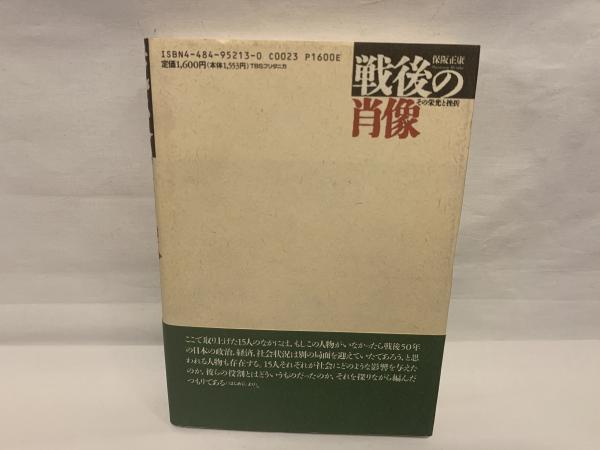 ISBN4-484-95213-0 C0023 P1600E
定価1,600円(本体1,553円) TBSブリタニカ
保阪正康
戦後の
肖像
その栄光と挫折
ここで取り上げた15人のなかには、もしこの人物がいなかったら戦後50年
の日本の政治、経済、社会状況は別の局面を迎えていたであろう、と思
われる人物も存在する。15人それぞれが社会にどのような影響を与えた
のか、彼らの役割とはどういうものだったのか、それを探りながら編んだ
つもりである(「はじめに」より)。